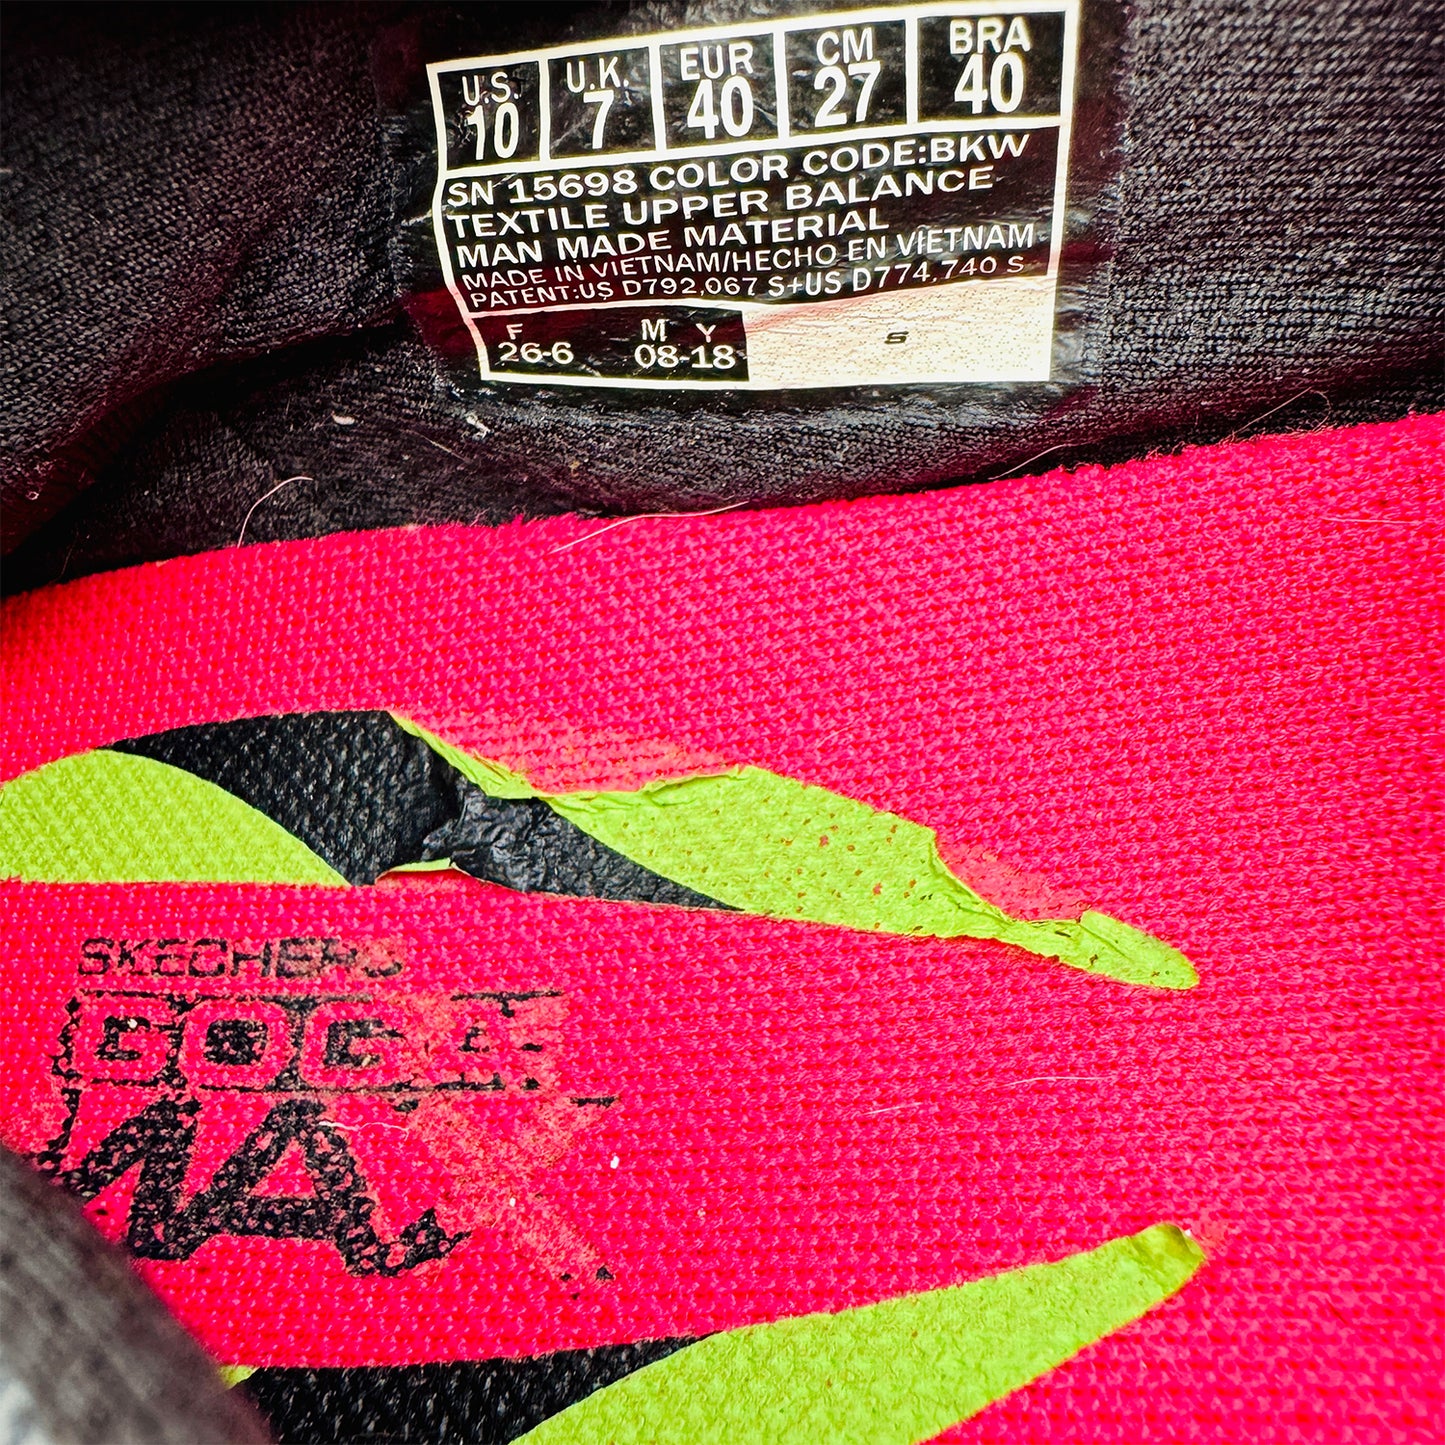 U.S. U.K. EUR CM BRA
10 7 40 27 40
SN 15698 COLOR CODE:BKW
TEXTILE UPPER BALANCE
MAN MADE MATERIAL
MADE IN VIETNAM/HECHO EN VIETNAM
PATENT:US D792,067 S+US D774,740 S
F M Y
26-6 08-18
S
SKECHERS
GOGA